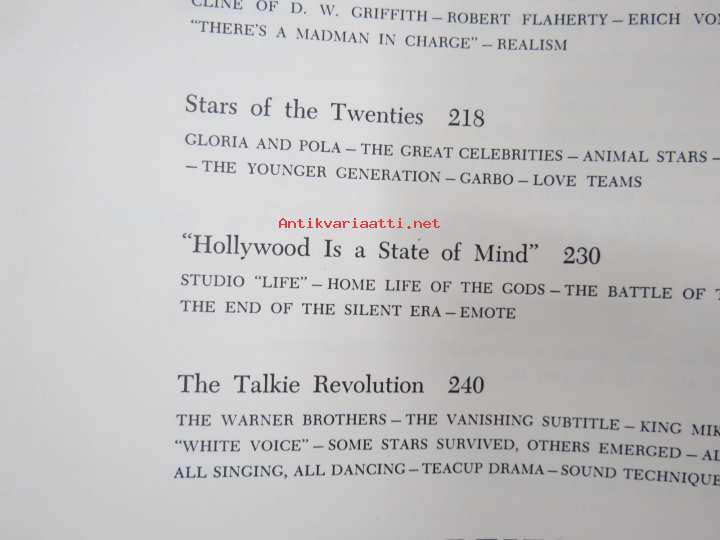 CLINE OF D. W. GRIFFITH – ROBERT FLAHERTY – ERICH
"THERE'S A MADMAN IN CHARGE" – REALISM
Stars of the Twenties 218
GLORIA AND POLA – THE GREAT CELEBRITIES – ANIMAL STARS –
– THE YOUNGER GENERATION – GARBO – LOVE TEAMS
Antikvariaatti.net
"Hollywood Is a State of Mind" 230
STUDIO "LIFE" – HOME LIFE OF THE GODS – THE BATTLE OF
THE END OF THE SILENT ERA – EMOTE
The Talkie Revolution 240
THE WARNER BROTHERS – THE VANISHING SUBTITLE – KING MIK
"WHITE VOICE" – SOME STARS SURVIVED, OTHERS EMERGED –
ALL SINGING, ALL DANCING – TEACUP DRAMA – SOUND TECHNIQUE